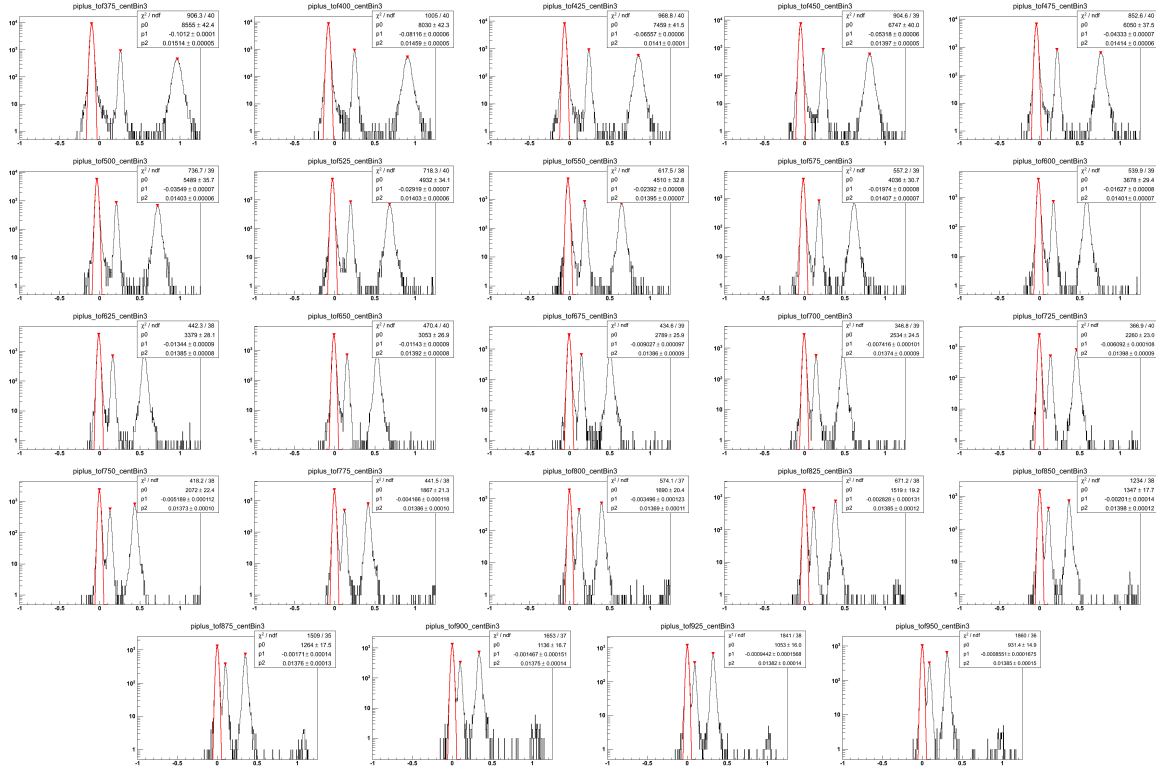 piplus_tof375_centBin3
χ² / ndf 906.3 / 40
p0 8555 ± 42.4
p1 -0.1012 ± 0.0001
p2 0.01514 ± 0.00005
piplus_tof400_centBin3
χ² / ndf 1005 / 40
p0 8030 ± 42.3
p1 -0.08116 ± 0.00006
p2 0.01459 ± 0.00005
piplus_tof425_centBin3
χ² / ndf 968.8 / 40
p0 7459 ± 41.5
p1 -0.06557 ± 0.00006
p2 0.0141 ± 0.0001
piplus_tof450_centBin3
χ² / ndf 904.6 / 39
p0 6747 ± 40.0
p1 -0.05318 ± 0.00006
p2 0.01397 ± 0.00005
piplus_tof475_centBin3
χ² / ndf 852.6 / 40
p0 6050 ± 37.5
p1 -0.04333 ± 0.00007
p2 0.01414 ± 0.00006
piplus_tof500_centBin3
χ² / ndf 736.7 / 39
p0 5489 ± 35.7
p1 -0.03549 ± 0.00007
p2 0.01403 ± 0.00006
piplus_tof525_centBin3
χ² / ndf 718.3 / 40
p0 4932 ± 34.1
p1 -0.02919 ± 0.00007
p2 0.01403 ± 0.00006
piplus_tof550_centBin3
χ² / ndf 617.5 / 38
p0 4510 ± 32.8
p1 -0.02392 ± 0.00008
p2 0.01395 ± 0.00007
piplus_tof575_centBin3
χ² / ndf 557.2 / 39
p0 4036 ± 30.7
p1 -0.01974 ± 0.00008
p2 0.01407 ± 0.00007
piplus_tof600_centBin3
χ² / ndf 539.9 / 39
p0 3678 ± 29.4
p1 -0.01627 ± 0.00008
p2 0.01401 ± 0.00007
piplus_tof625_centBin3
χ² / ndf 442.3 / 38
p0 3379 ± 28.1
p1 -0.01344 ± 0.00009
p2 0.01385 ± 0.00008
piplus_tof650_centBin3
χ² / ndf 470.4 / 40
p0 3053 ± 26.9
p1 -0.01143 ± 0.00009
p2 0.01392 ± 0.00008
piplus_tof675_centBin3
χ² / ndf 434.6 / 39
p0 2789 ± 25.9
p1 -0.009027 ± 0.000097
p2 0.01386 ± 0.00009
piplus_tof700_centBin3
χ² / ndf 346.8 / 39
p0 2534 ± 24.5
p1 -0.007416 ± 0.000101
p2 0.01374 ± 0.00009
piplus_tof725_centBin3
χ² / ndf 366.9 / 40
p0 2260 ± 23.0
p1 -0.006092 ± 0.000108
p2 0.01398 ± 0.00009
piplus_tof750_centBin3
χ² / ndf 418.2 / 38
p0 2072 ± 22.4
p1 -0.005189 ± 0.000112
p2 0.01373 ± 0.00010
piplus_tof775_centBin3
χ² / ndf 441.5 / 38
p0 1867 ± 21.3
p1 -0.004166 ± 0.000118
p2 0.01386 ± 0.00010
piplus_tof800_centBin3
χ² / ndf 574.1 / 37
p0 1690 ± 20.4
p1 -0.003496 ± 0.000123
p2 0.01369 ± 0.00011
piplus_tof825_centBin3
χ² / ndf 671.2 / 38
p0 1519 ± 19.2
p1 -0.002928 ± 0.000131
p2 0.01385 ± 0.00012
piplus_tof850_centBin3
χ² / ndf 1234 / 38
p0 1347 ± 17.7
p1 -0.00201 ± 0.00014
p2 0.01398 ± 0.00012
piplus_tof875_centBin3
χ² / ndf 1509 / 35
p0 1264 ± 17.5
p1 -0.00171 ± 0.00014
p2 0.01376 ± 0.00013
piplus_tof900_centBin3
χ² / ndf 1653 / 37
p0 1136 ± 16.7
p1 -0.001467 ± 0.000151
p2 0.01375 ± 0.00014
piplus_tof925_centBin3
χ² / ndf 1841 / 38
p0 1053 ± 16.0
p1 -0.0009442 ± 0.0001568
p2 0.01382 ± 0.00014
piplus_tof950_centBin3
χ² / ndf 1860 / 36
p0 931.4 ± 14.9
p1 -0.0008551 ± 0.0001675
p2 0.01385 ± 0.00015